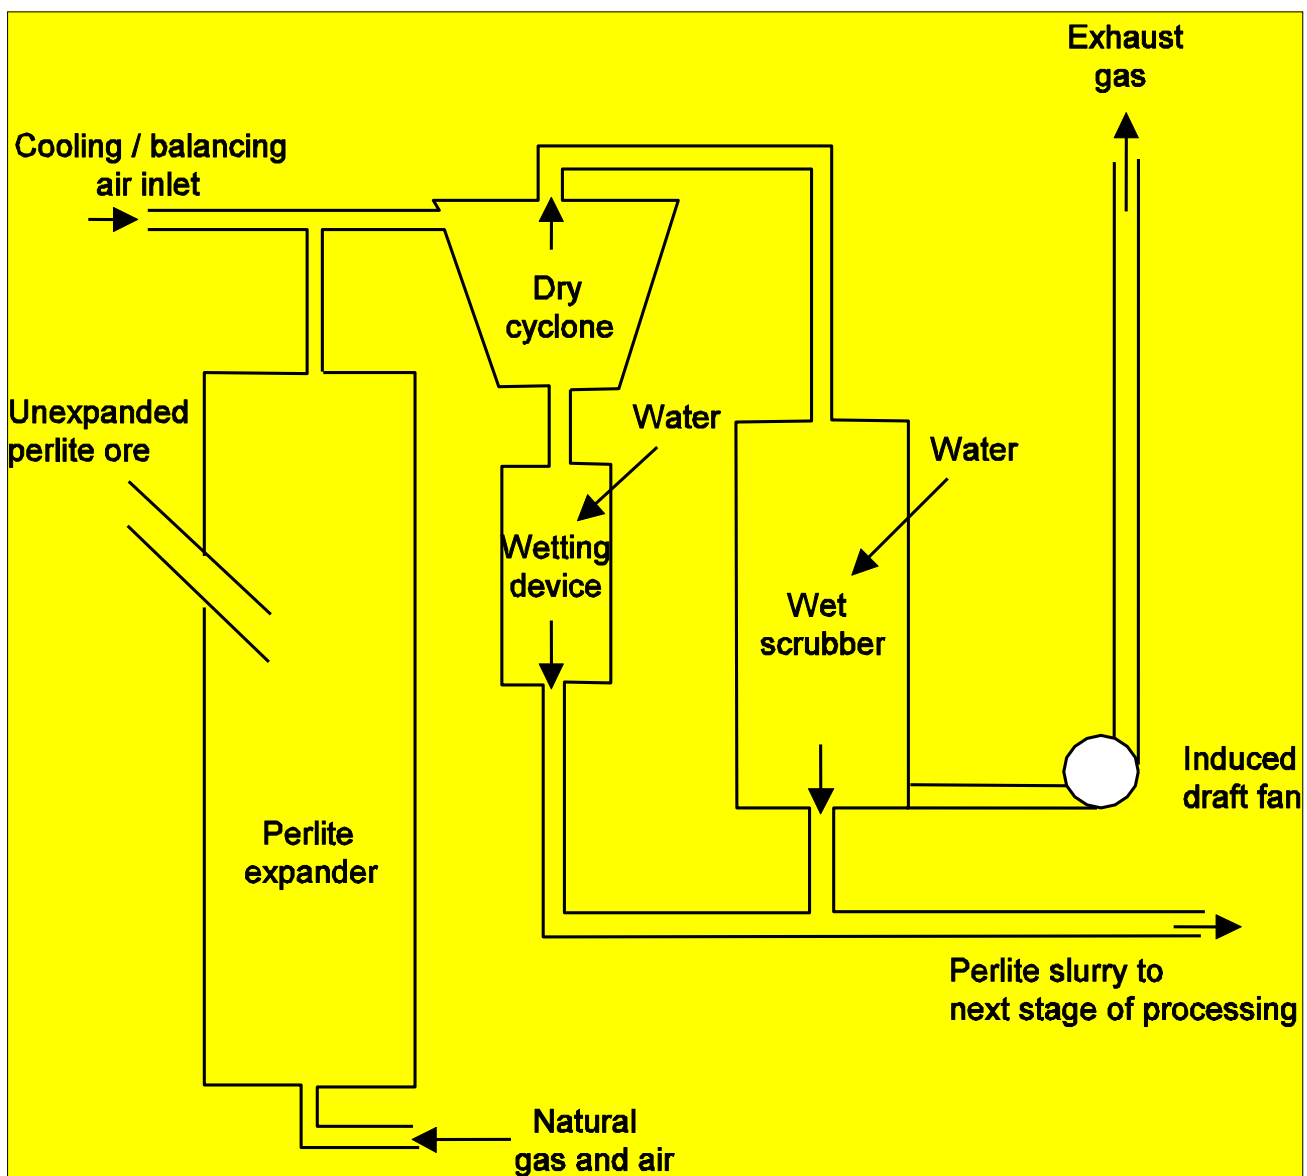 Exhaust
gas
Cooling / balancing
air inlet
Dry
cyclone
Unexpanded
perlite ore
Water
Water
Wetting
device
Wet
scrubber
Induced
draft fan
Perlite
expander
Perlite slurry to
next stage of processing
Natural
gas and air